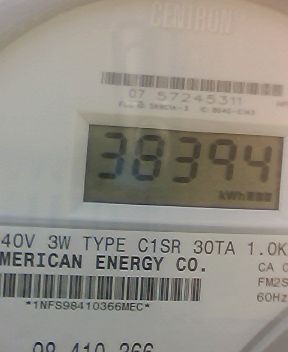 CENTRON
07 57245311
38394
kWh
40V 3W TYPE C1SR 30TA 1.0K
MERICAN ENERGY CO.
CA 0
FM2S
60Hz
*1NFS98410366MEC*
98 410 366